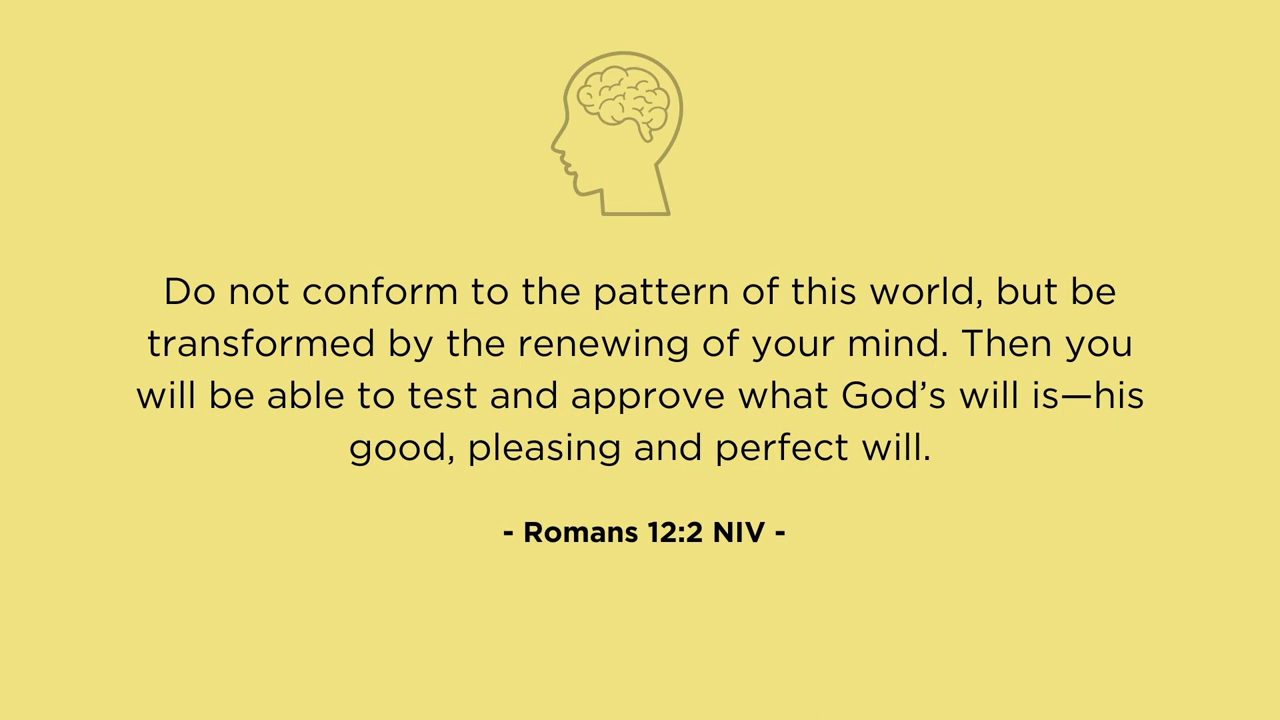 Do not conform to the pattern of this world, but be
transformed by the renewing of your mind. Then you
will be able to test and approve what God’s will is—his
good, pleasing and perfect will.
- Romans 12:2 NIV -